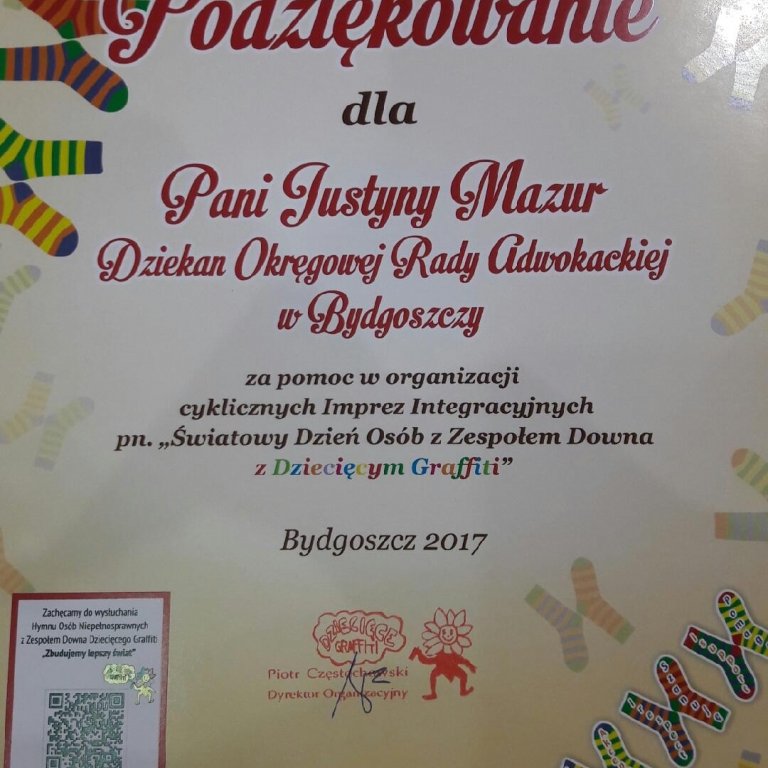 Podziękowanie
dla
Pani Justyny Mazur
Dziekan Okręgowej Rady Adwokackiej
w Bydgoszczy
za pomoc w organizacji
cyklicznych Imprez Integracyjnych
pn. „Światowy Dzień Osób z Zespołem Downa
z Dziecięcym Graffiti”
Bydgoszcz 2017
Zachęcamy do wysłuchania
Hymnu Osób Niepełnosprawnych
z Zespołem Downa Dziecięcego Graffiti
„Zbudujemy lepszy świat”
DZIECIĘCE
GRAFFITI
Piotr Częstochowski
Dyrektor Organizacyjny